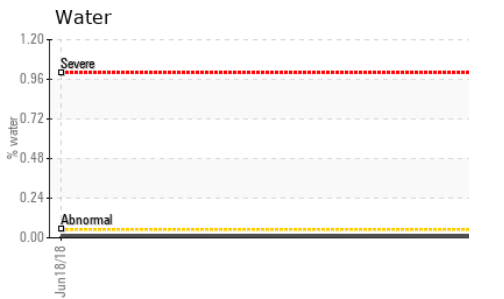 Water
1.20
Severe
0.96
0.72
% water
0.48
0.24
Abnormal
0.00
Jun18/18